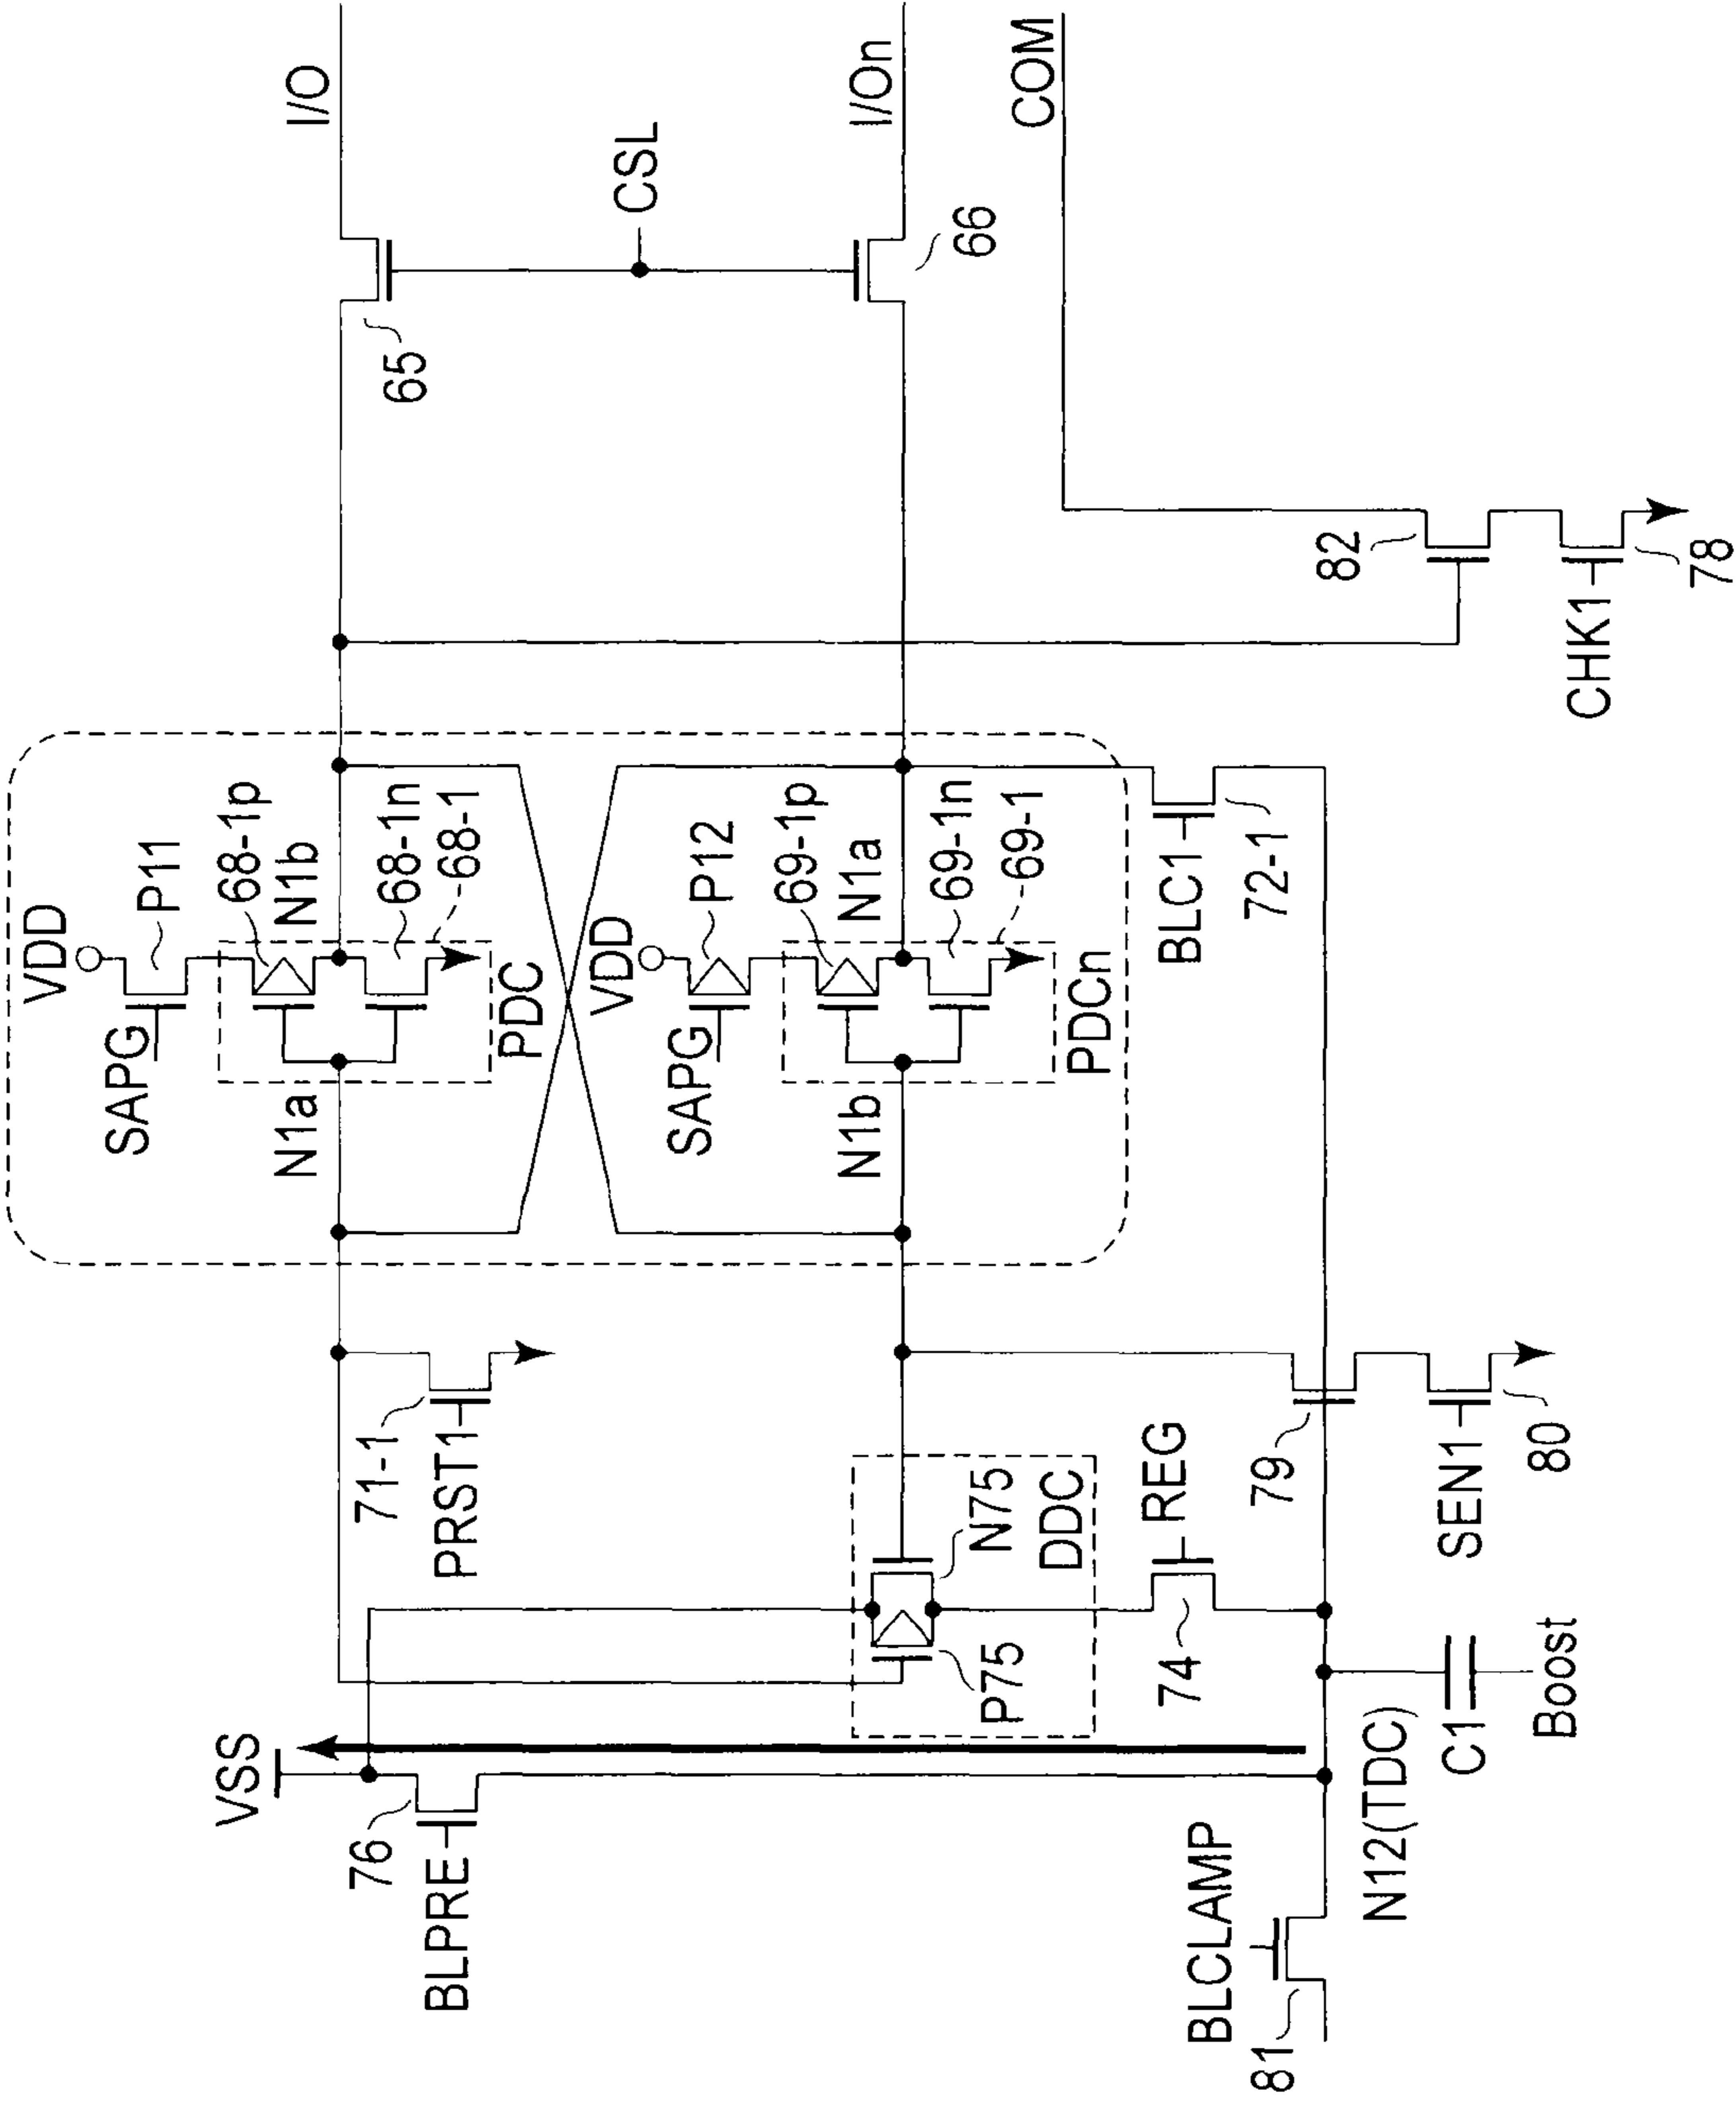 I/O
I/On
COM
CSL
66
65
82
78
CHK1
VDD
P11
68-1p
N1b
68-1n
68-1
SAPG
PDC
N1a
VDD
P12
69-1p
N1a
69-1n
69-1
SAPG
PDCn
N1b
BLC1
72-1
71-1
PRST1
N75
DDC
P75
REG
74
79
SEN1
80
VSS
76
BLPRE
BLCLAMP
81
N12(TDC)
C1
Boost